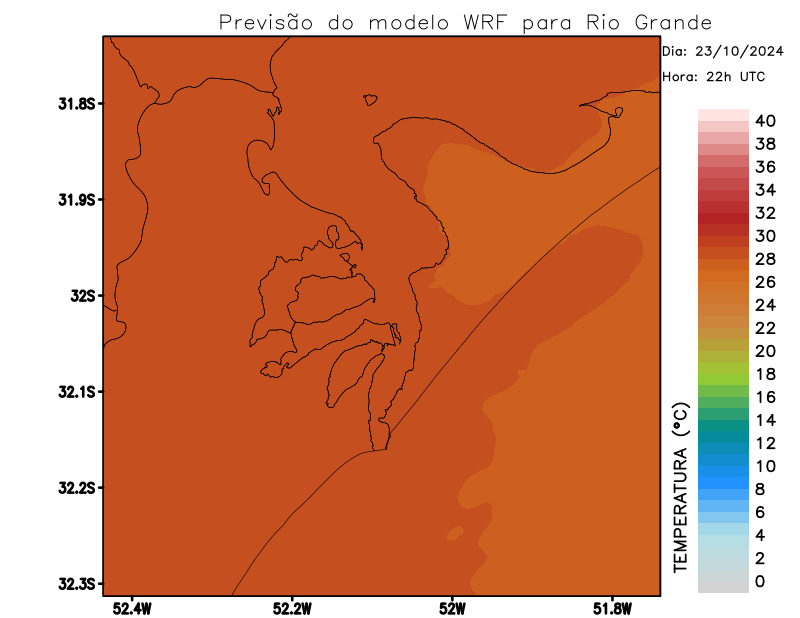 Previsão do modelo WRF para Rio Grande
Dia: 23/10/2024
Hora: 22h UTC
31.8S
31.9S
32S
32.1S
32.2S
32.3S
52.4W
52.2W
52W
51.8W
TEMPERATURA (°C)
40
38
36
34
32
30
28
26
24
22
20
18
16
14
12
10
8
6
4
2
0